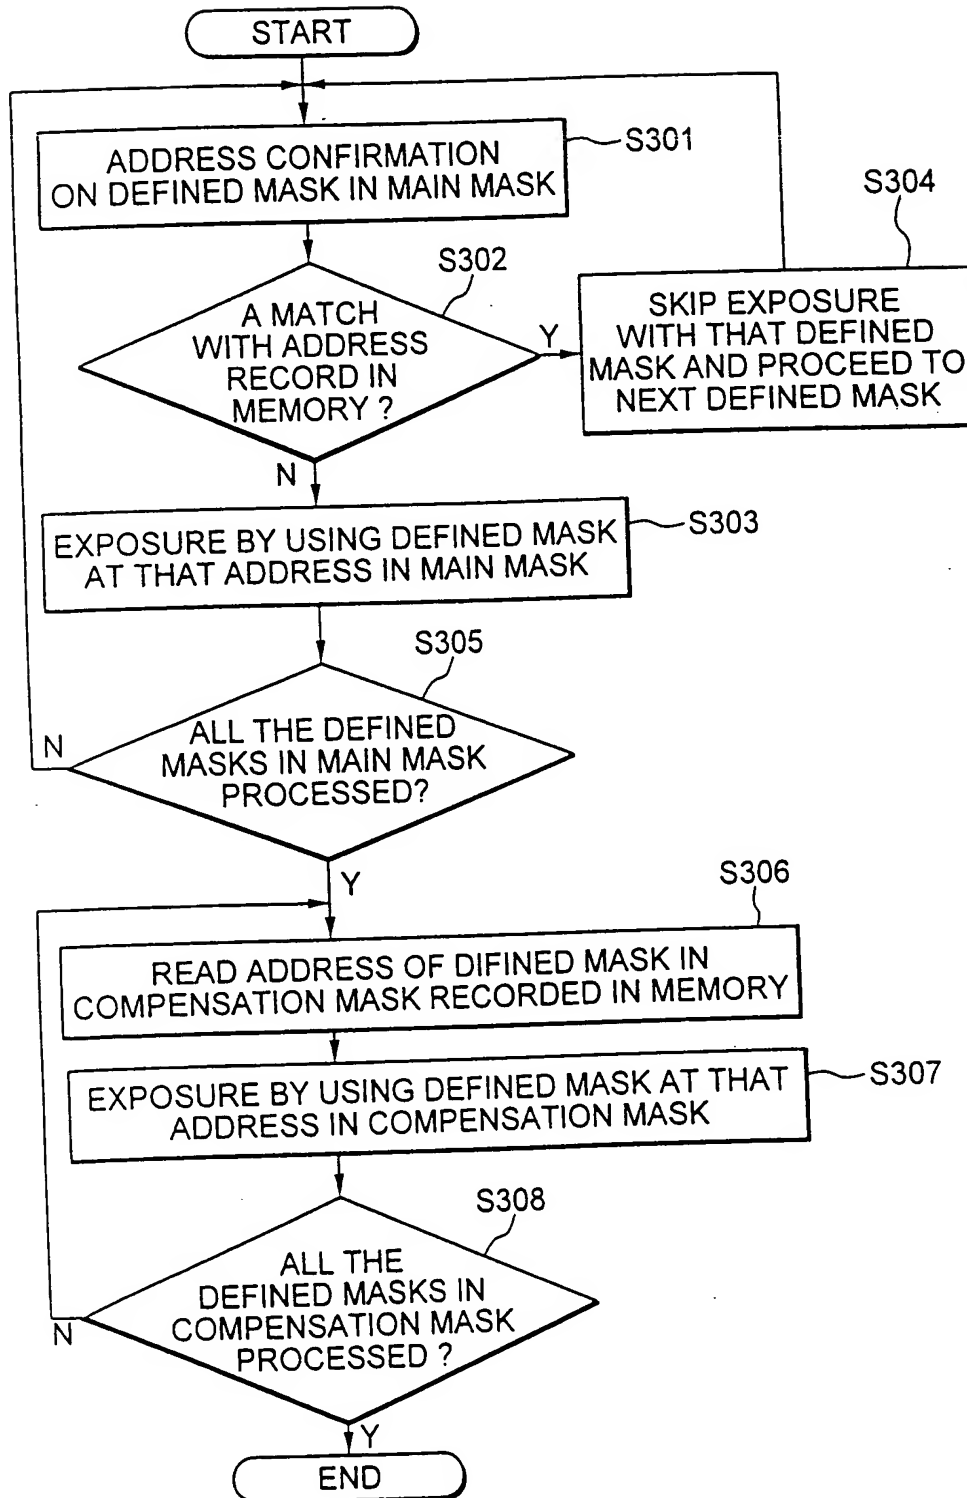 START
ADDRESS CONFIRMATION
ON DEFINED MASK IN MAIN MASK
S301
S302
A MATCH
WITH ADDRESS
RECORD IN
MEMORY ?
Y
S304
SKIP EXPOSURE
WITH THAT DEFINED
MASK AND PROCEED TO
NEXT DEFINED MASK
N
EXPOSURE BY USING DEFINED MASK
AT THAT ADDRESS IN MAIN MASK
S303
S305
ALL THE DEFINED
MASKS IN MAIN MASK
PROCESSED?
N
Y
S306
READ ADDRESS OF DIFINED MASK IN
COMPENSATION MASK RECORDED IN MEMORY
EXPOSURE BY USING DEFINED MASK AT THAT
ADDRESS IN COMPENSATION MASK
S307
S308
ALL THE
DEFINED MASKS IN
COMPENSATION MASK
PROCESSED ?
N
Y
END